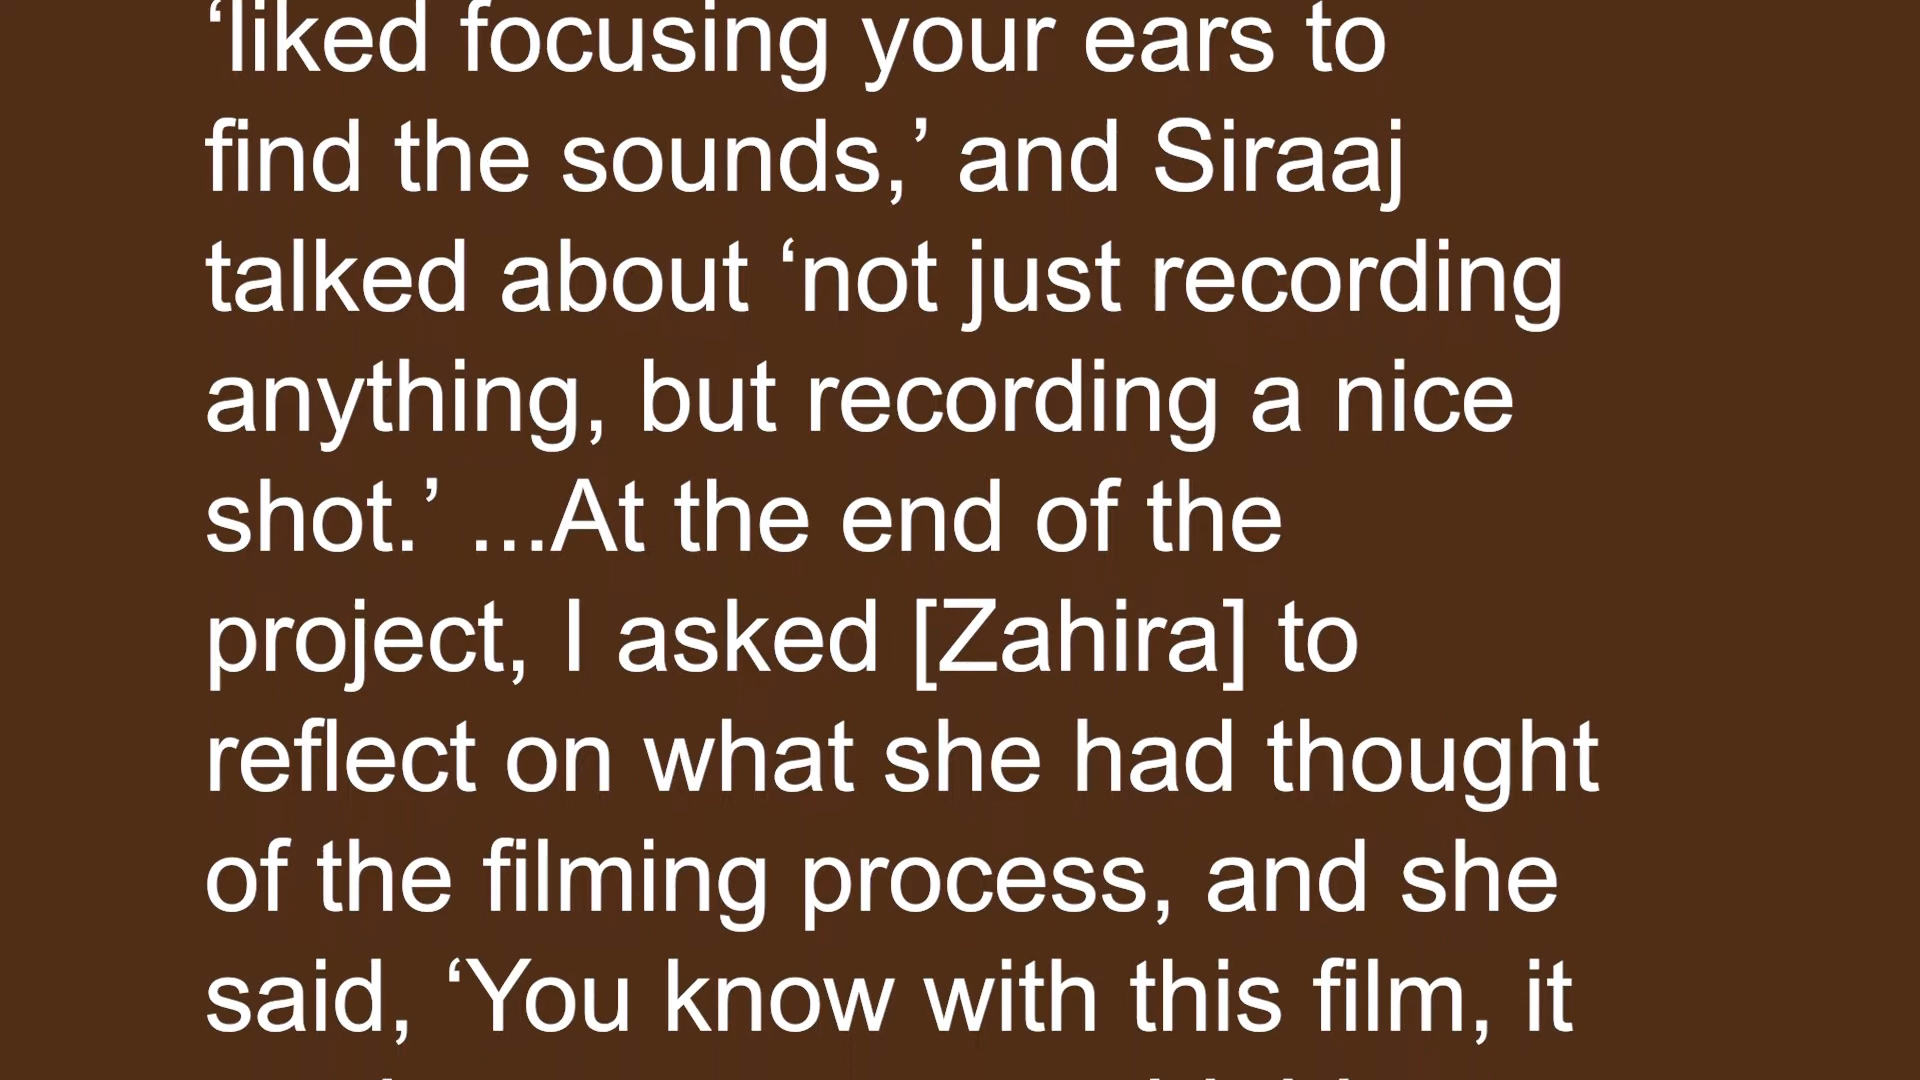 ‘liked focusing your ears to
find the sounds,’ and Siraaj
talked about ‘not just recording
anything, but recording a nice
shot.’ ...At the end of the
project, I asked [Zahira] to
reflect on what she had thought
of the filming process, and she
said, ‘You know with this film, it